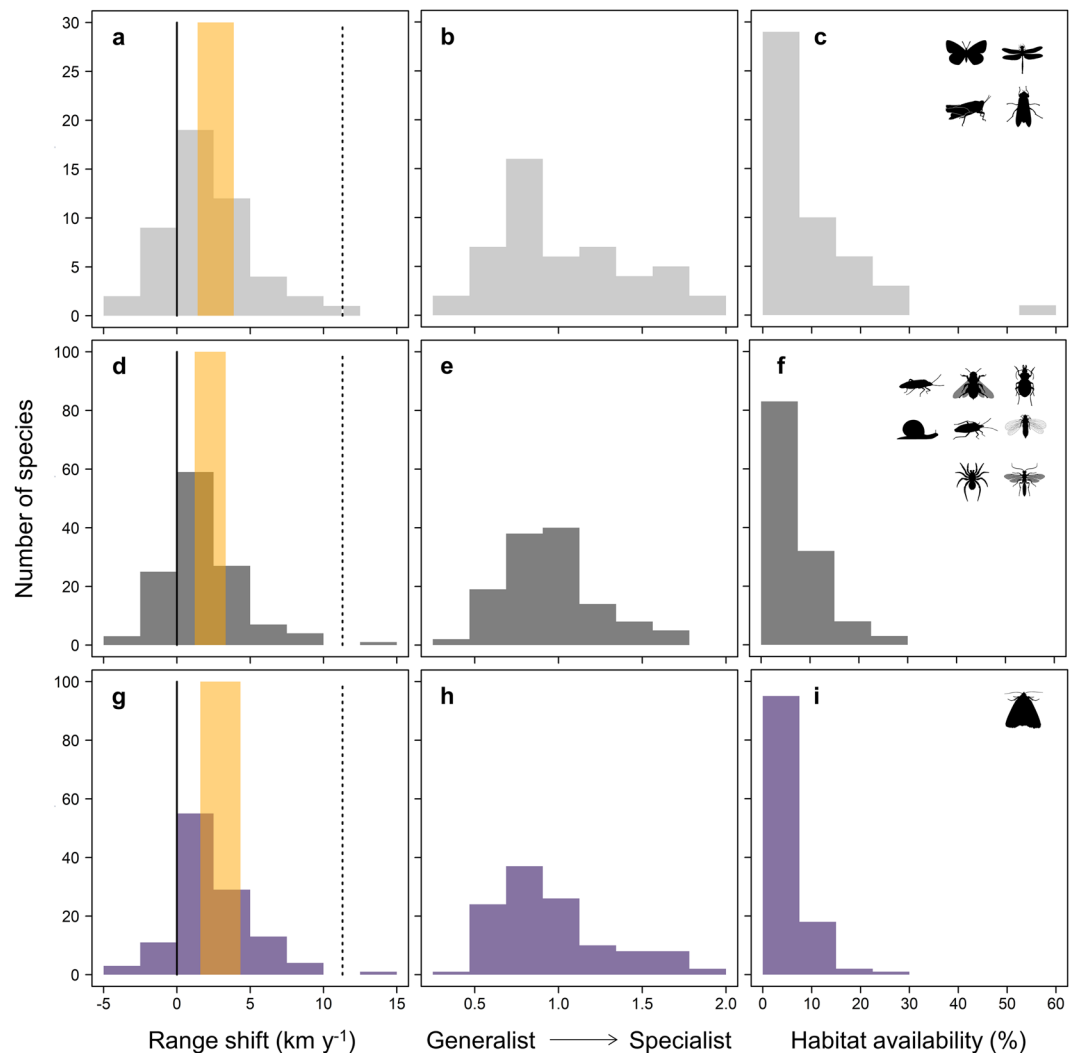 a
b
c
30
25
20
15
10
5
0
d
e
f
100
80
60
40
20
0
g
h
i
100
80
60
40
20
0
Number of species
-5 0 5 10 15
0.5 1.0 1.5 2.0
0 10 20 30 40 50 60
Range shift (km y⁻¹)
Generalist → Specialist
Habitat availability (%)